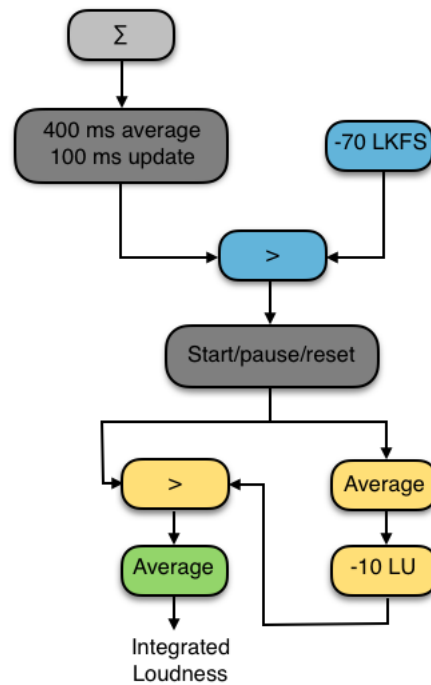 Σ
400 ms average
100 ms update
-70 LKFS
>
Start/pause/reset
>
Average
Average
-10 LU
Integrated
Loudness